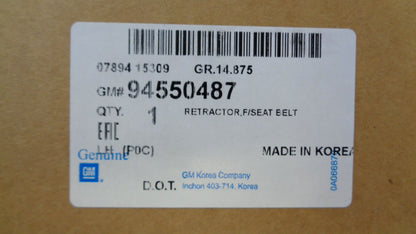 07894 15309 GR.14.875
GM# 94550487
QTY. 1 RETRACTOR,F/SEAT BELT
EAC
LH (P0C) MADE IN KOREA
Genuine
GM
GM Korea Company
D.O.T. Inchon 403-714, Korea